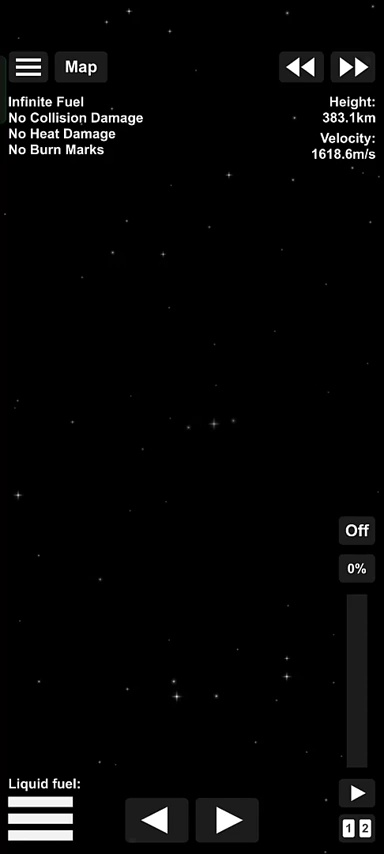 Map
Infinite Fuel
No Collision Damage
No Heat Damage
No Burn Marks
Height:
383.1km
Velocity:
1618.6m/s
Off
0%
Liquid fuel:
1 2